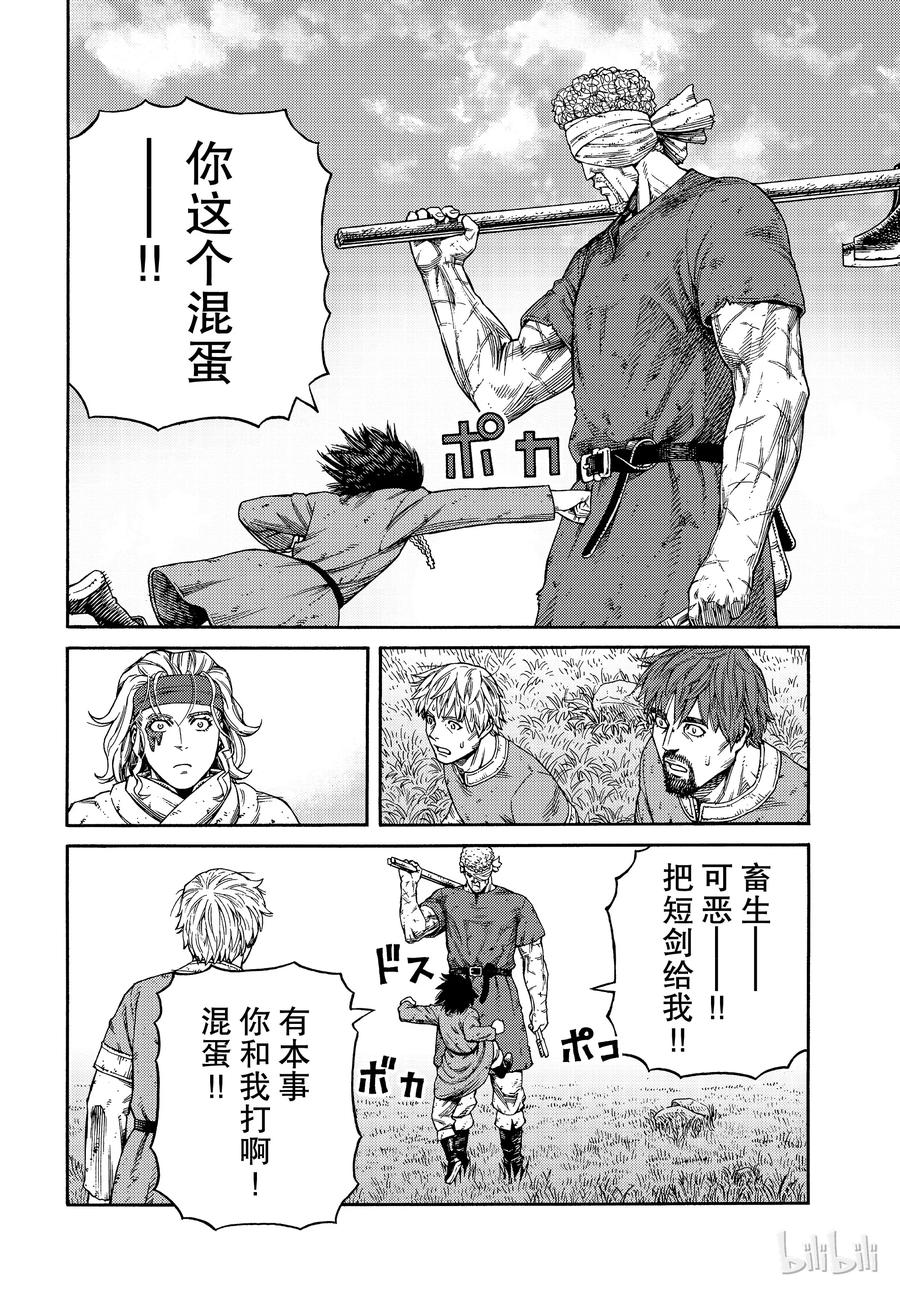 你这个混蛋
——!!
ポカ
畜生——
可恶——!!
把短剑给我!!
ドス
ポコ
ボカ
有本事
你和我打啊!
混蛋!!
bilibili